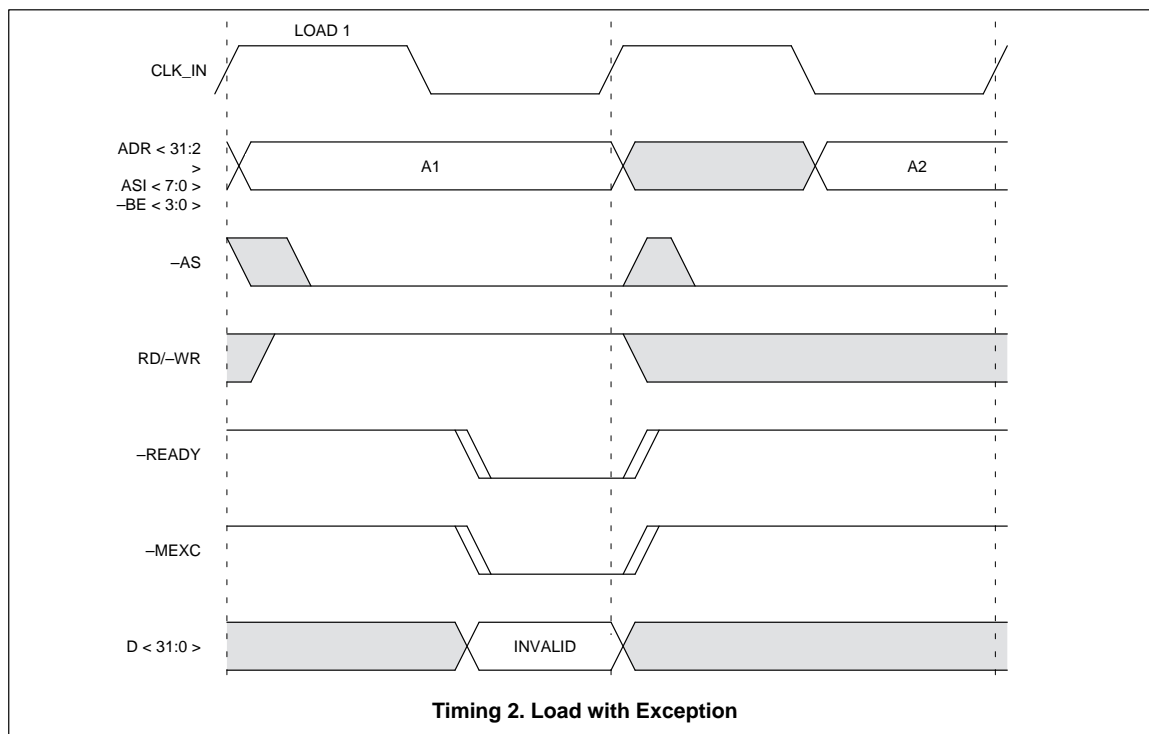 LOAD 1
CLK_IN
ADR < 31:2
>
ASI < 7:0 >
–BE < 3:0 >
A1
A2
–AS
RD/–WR
–READY
–MEXC
D < 31:0 >
INVALID
Timing 2. Load with Exception